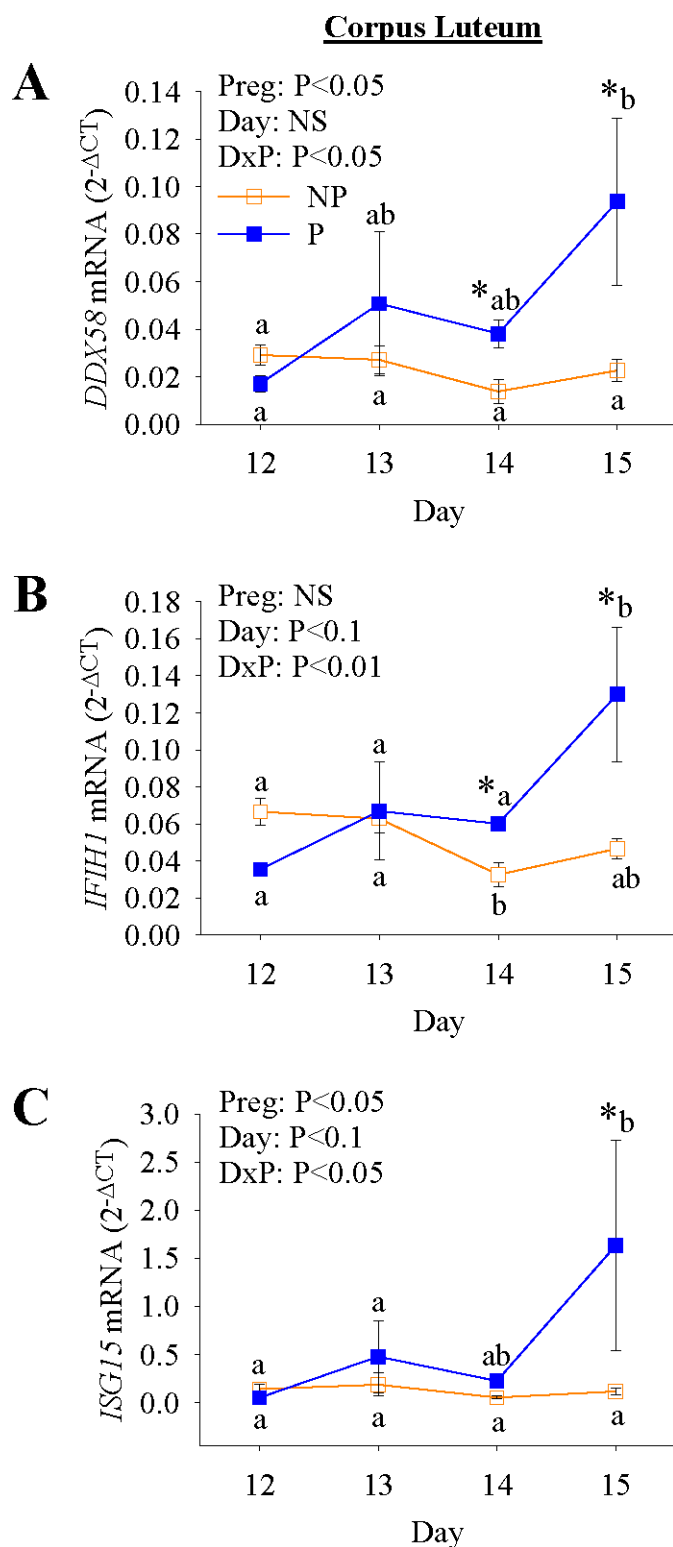 Corpus Luteum
A
Preg: P<0.05
Day: NS
DxP: P<0.05
NP
P
DDX58 mRNA (2-ΔCT)
0.14
0.12
0.10
0.08
0.06
0.04
0.02
0.00
a
a
ab
a
*ab
a
*b
a
12 13 14 15
Day
B
Preg: NS
Day: P<0.1
DxP: P<0.01
IFIH1 mRNA (2-ΔCT)
0.18
0.16
0.14
0.12
0.10
0.08
0.06
0.04
0.02
0.00
a
a
a
a
*a
b
*b
ab
12 13 14 15
Day
C
Preg: P<0.05
Day: P<0.1
DxP: P<0.05
ISG15 mRNA (2-ΔCT)
3.0
2.5
2.0
1.5
1.0
0.5
0.0
a
a
a
a
ab
a
*b
a
12 13 14 15
Day